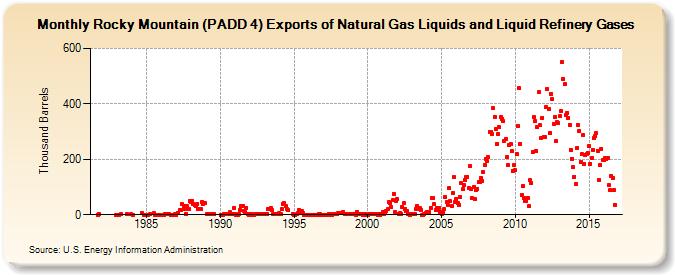 Monthly Rocky Mountain (PADD 4) Exports of Natural Gas Liquids and Liquid Refinery Gases
Thousand Barrels
600
400
200
0
1985 1990 1995 2000 2005 2010 2015
Source: U.S. Energy Information Administration